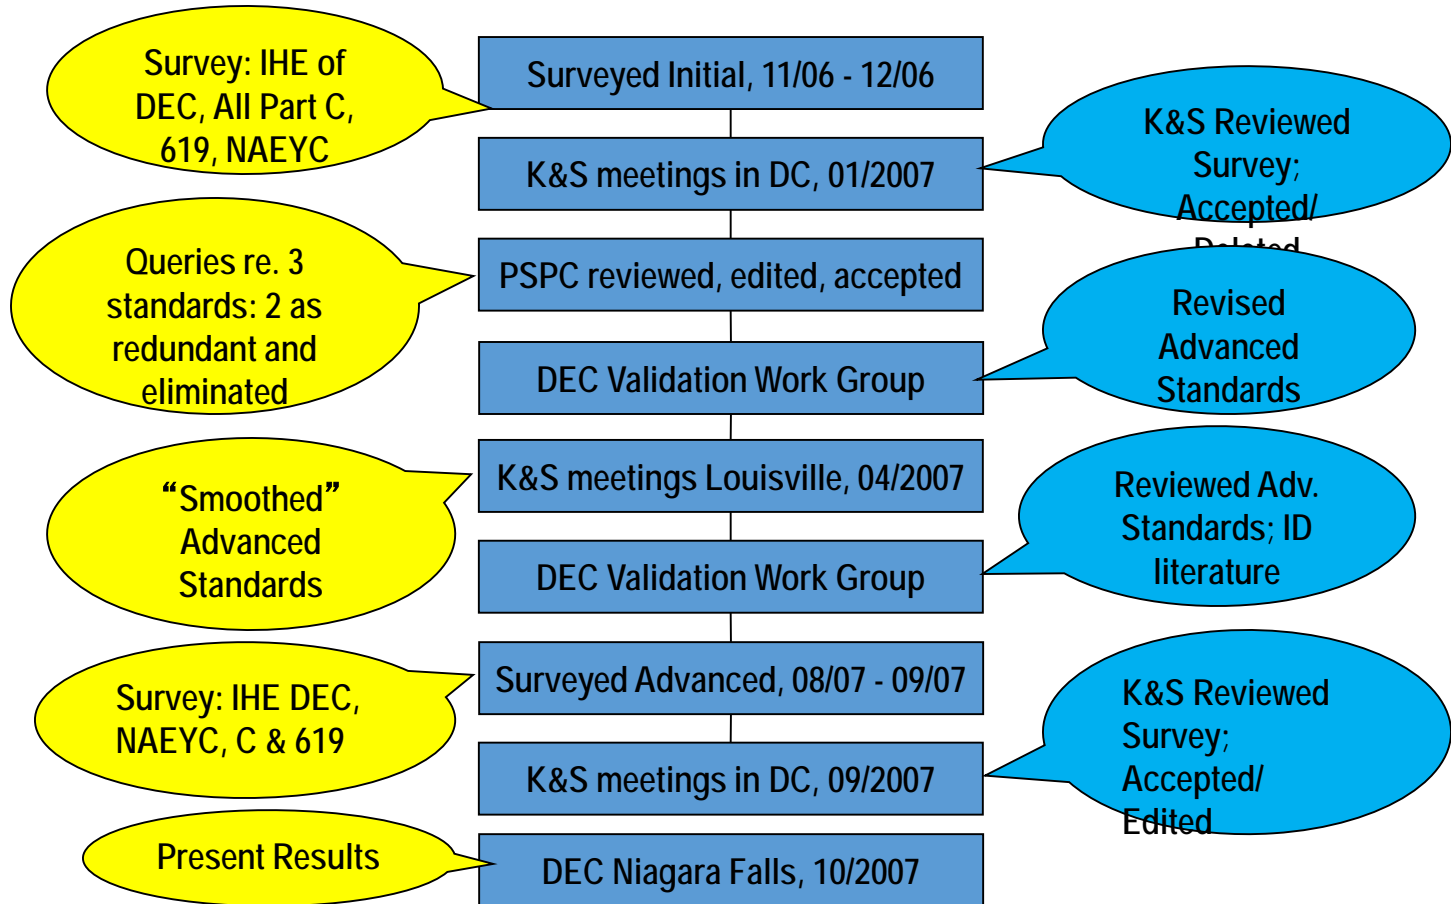 Survey: IHE of
DEC, All Part C,
619, NAEYC
Surveyed Initial, 11/06 - 12/06
K&S meetings in DC, 01/2007
K&S Reviewed
Survey;
Accepted/
Deleted
Queries re. 3
standards: 2 as
redundant and
eliminated
PSPC reviewed, edited, accepted
DEC Validation Work Group
Revised
Advanced
Standards
“Smoothed”
Advanced
Standards
K&S meetings Louisville, 04/2007
DEC Validation Work Group
Reviewed Adv.
Standards; ID
literature
Survey: IHE DEC,
NAEYC, C & 619
Surveyed Advanced, 08/07 - 09/07
K&S meetings in DC, 09/2007
K&S Reviewed
Survey;
Accepted/
Edited
Present Results
DEC Niagara Falls, 10/2007